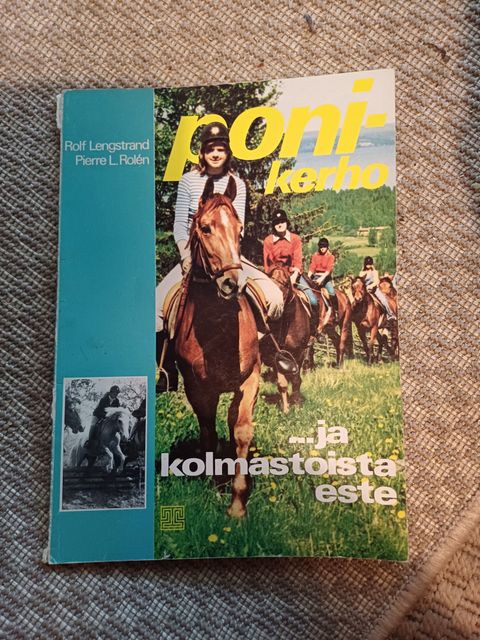 Rolf Lengstrand
Pierre L. Rolén
poni-
kerho
...ja
kolmastoista
este